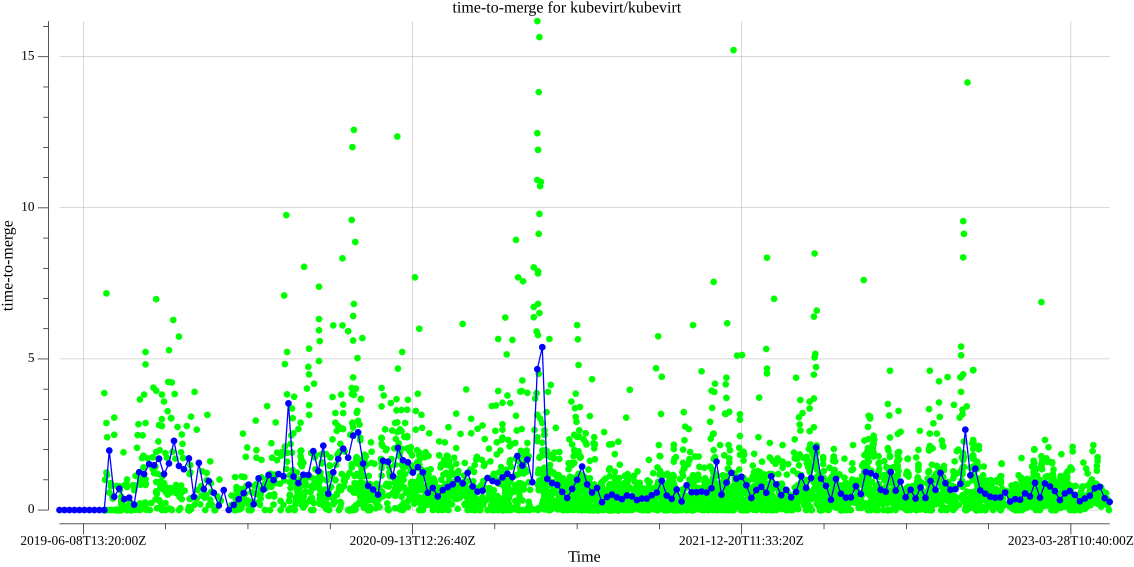 time-to-merge for kubevirt/kubevirt
15
10
5
0
time-to-merge
2019-06-08T13:20:00Z
2020-09-13T12:26:40Z
2021-12-20T11:33:20Z
2023-03-28T10:40:00Z
Time